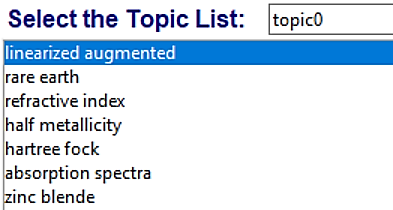 Select the Topic List: topic0
linearized augmented
rare earth
refractive index
half metallicity
hartree fock
absorption spectra
zinc blende